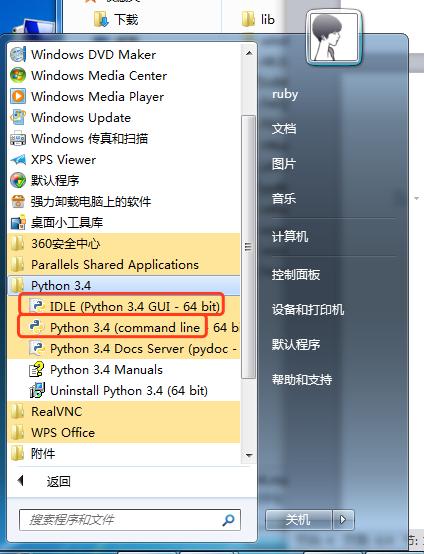 下载
lib
Windows DVD Maker
Windows Media Center
Windows Media Player
Windows Update
Windows 传真和扫描
XPS Viewer
默认程序
强力卸载电脑上的软件
桌面小工具库
360安全中心
Parallels Shared Applications
Python 3.4
IDLE (Python 3.4 GUI - 64 bit)
Python 3.4 (command line - 64 b
Python 3.4 Docs Server (pydoc -
Python 3.4 Manuals
Uninstall Python 3.4 (64 bit)
RealVNC
WPS Office
附件
返回
搜索程序和文件
ruby
文档
图片
音乐
计算机
控制面板
设备和打印机
默认程序
帮助和支持
关机